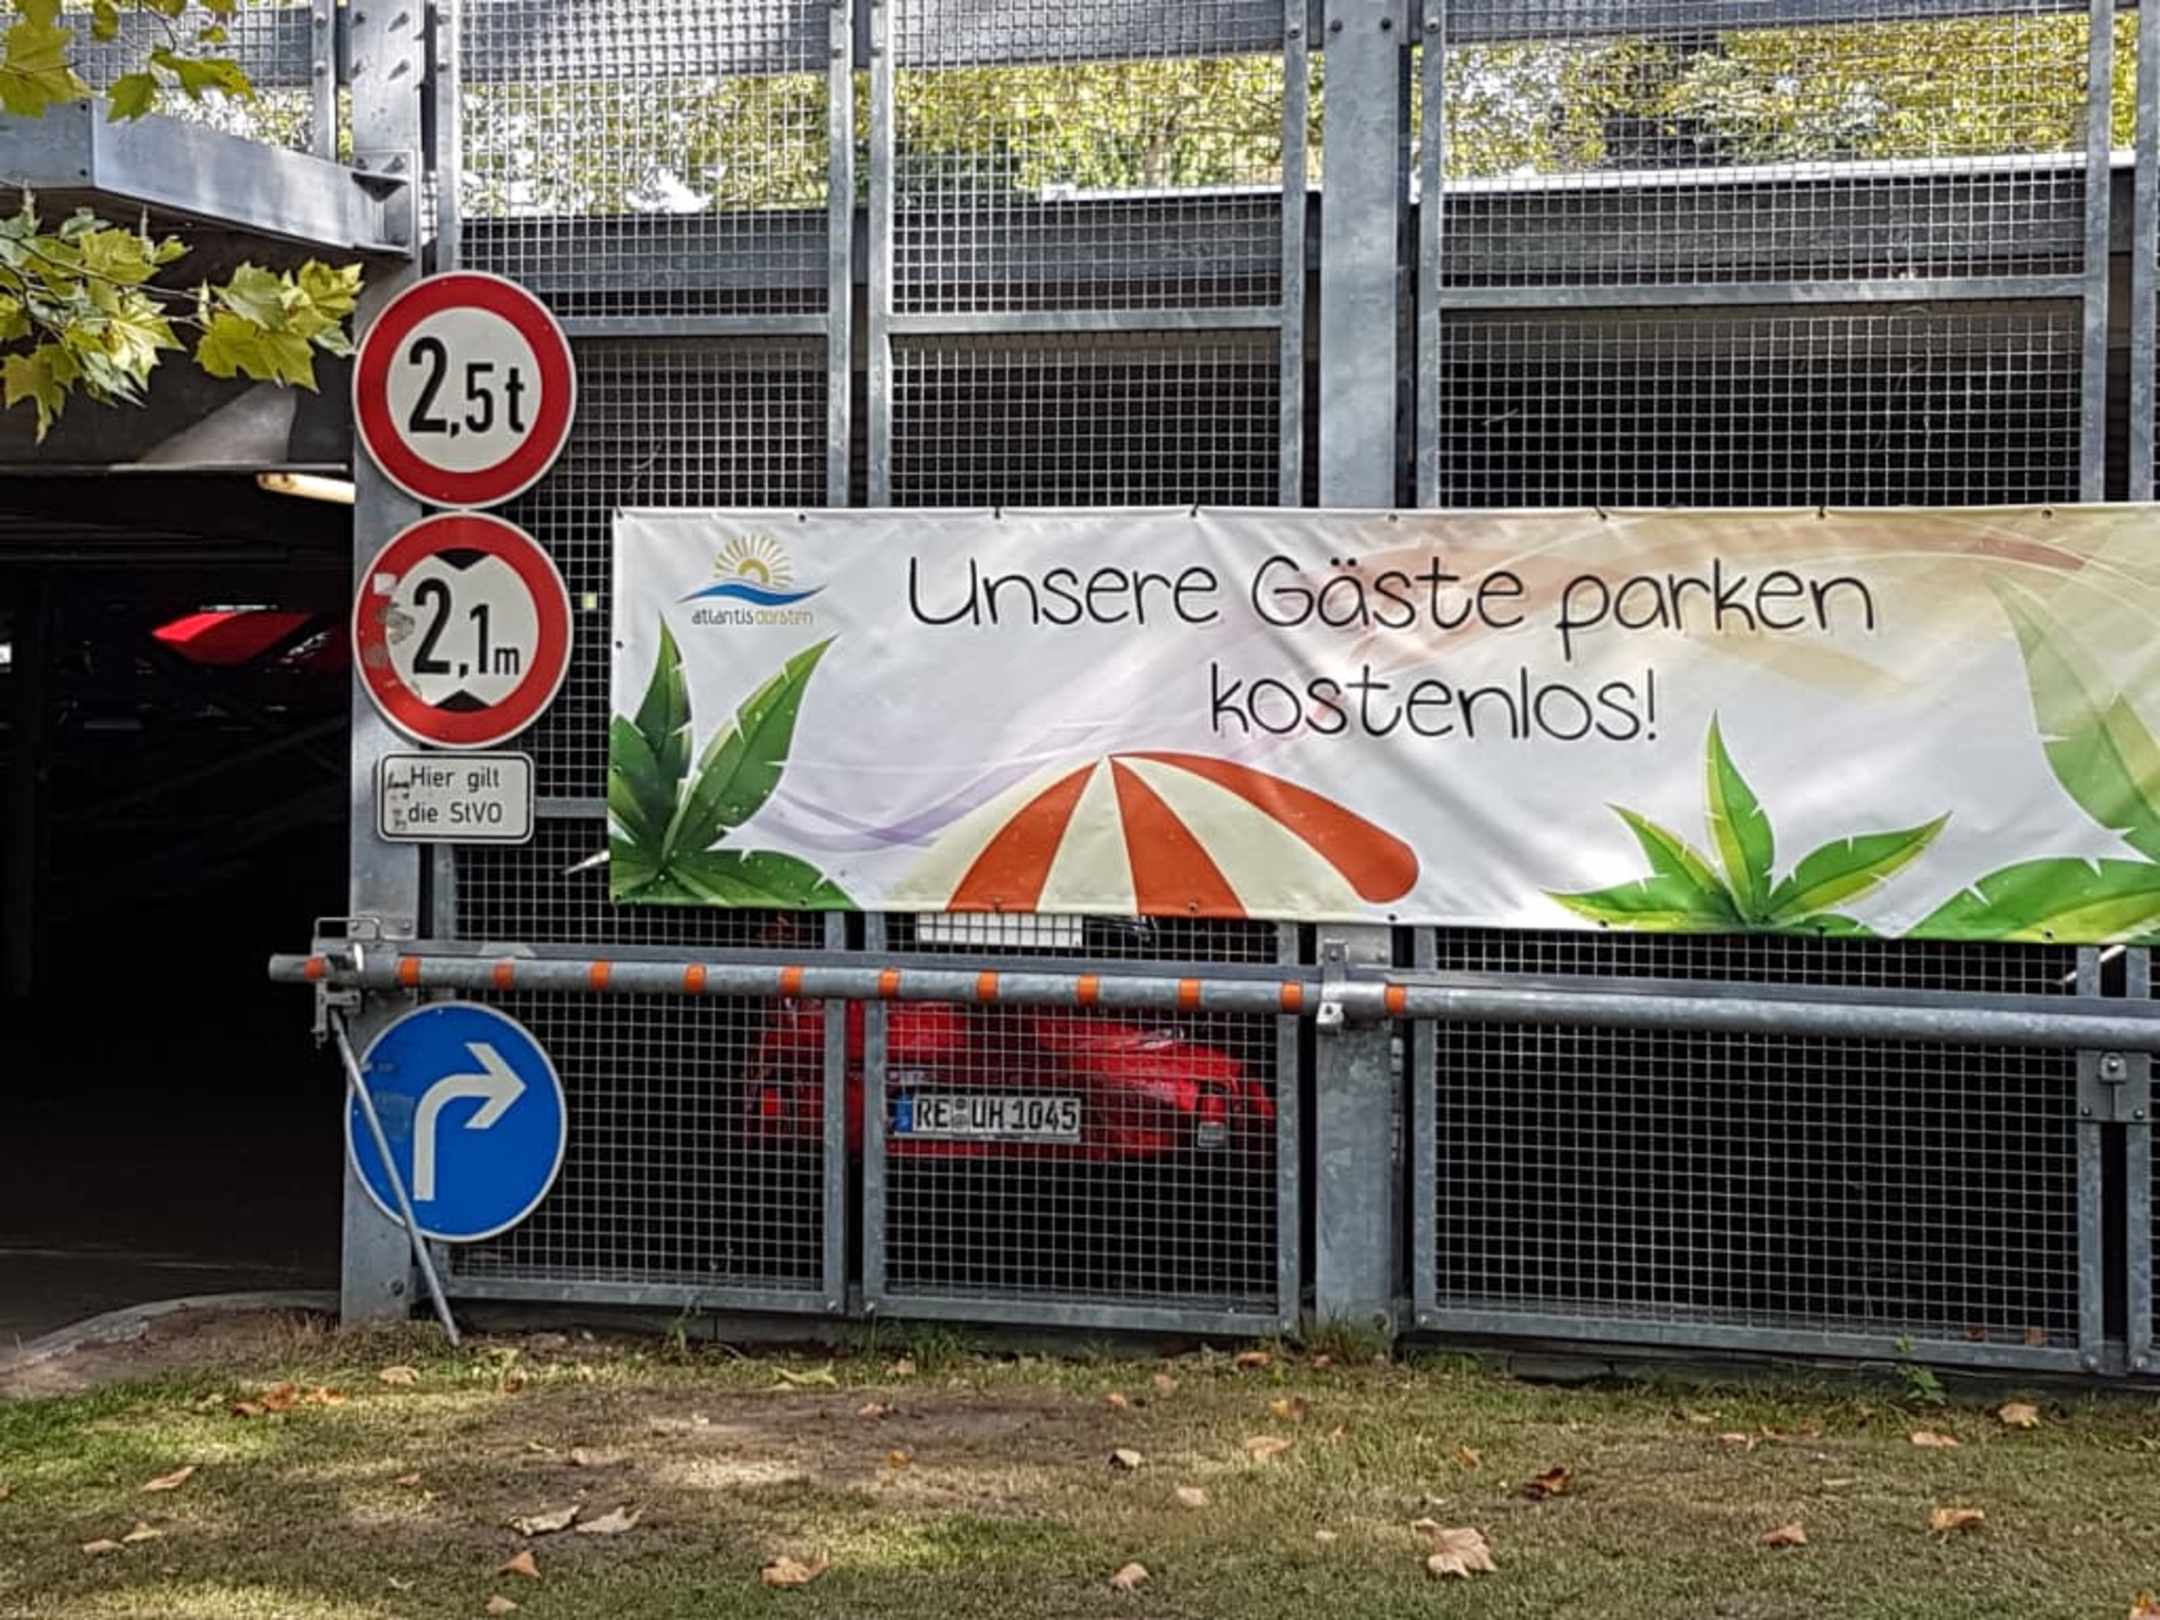 2,5t
2,1m
Hier gilt
die StVO
atlantis dorsten
Unsere Gäste parken
kostenlos!
RE UH 1045